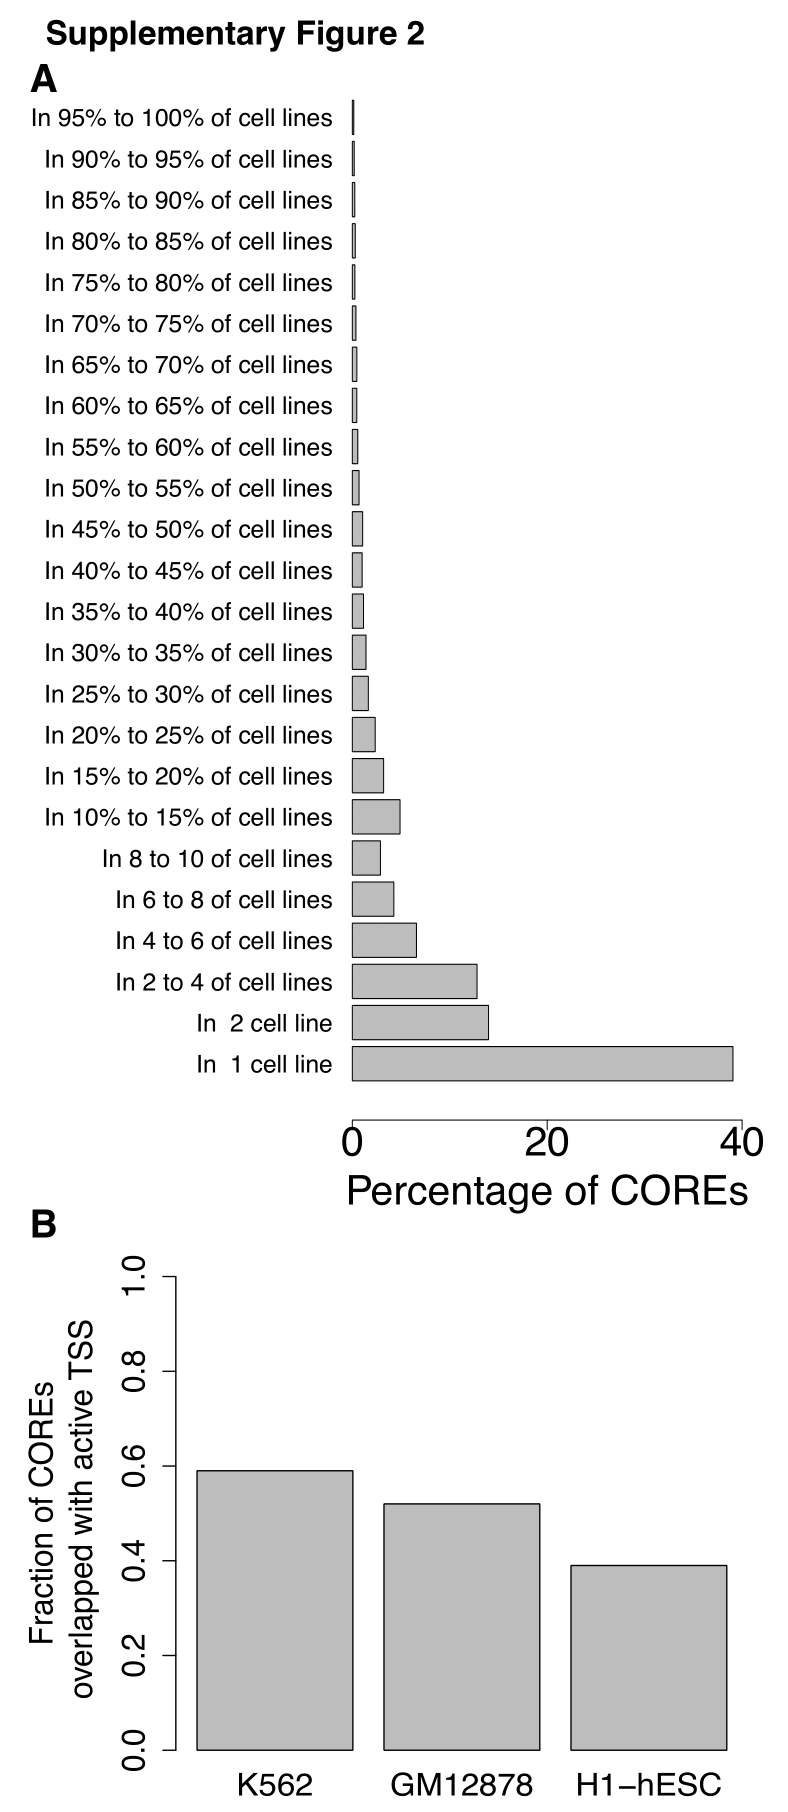 Supplementary Figure 2
A
In 95% to 100% of cell lines
In 90% to 95% of cell lines
In 85% to 90% of cell lines
In 80% to 85% of cell lines
In 75% to 80% of cell lines
In 70% to 75% of cell lines
In 65% to 70% of cell lines
In 60% to 65% of cell lines
In 55% to 60% of cell lines
In 50% to 55% of cell lines
In 45% to 50% of cell lines
In 40% to 45% of cell lines
In 35% to 40% of cell lines
In 30% to 35% of cell lines
In 25% to 30% of cell lines
In 20% to 25% of cell lines
In 15% to 20% of cell lines
In 10% to 15% of cell lines
In 8 to 10 of cell lines
In 6 to 8 of cell lines
In 4 to 6 of cell lines
In 2 to 4 of cell lines
In  2 cell line
In  1 cell line
0 20 40
Percentage of COREs
B
Fraction of COREs
overlapped with active TSS
1.0
0.8
0.6
0.4
0.2
0.0
K562 GM12878 H1−hESC